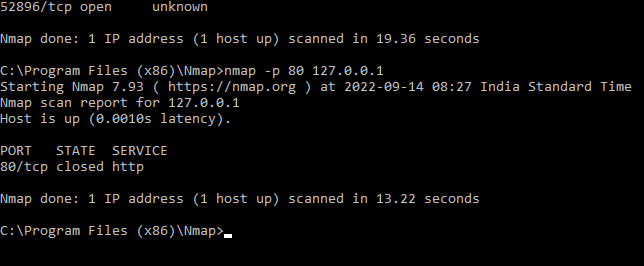 52896/tcp open     unknown
Nmap done: 1 IP address (1 host up) scanned in 19.36 seconds
C:\Program Files (x86)\Nmap>nmap -p 80 127.0.0.1
Starting Nmap 7.93 ( https://nmap.org ) at 2022-09-14 08:27 India Standard Time
Nmap scan report for 127.0.0.1
Host is up (0.0010s latency).
PORT   STATE  SERVICE
80/tcp closed http
Nmap done: 1 IP address (1 host up) scanned in 13.22 seconds
C:\Program Files (x86)\Nmap>